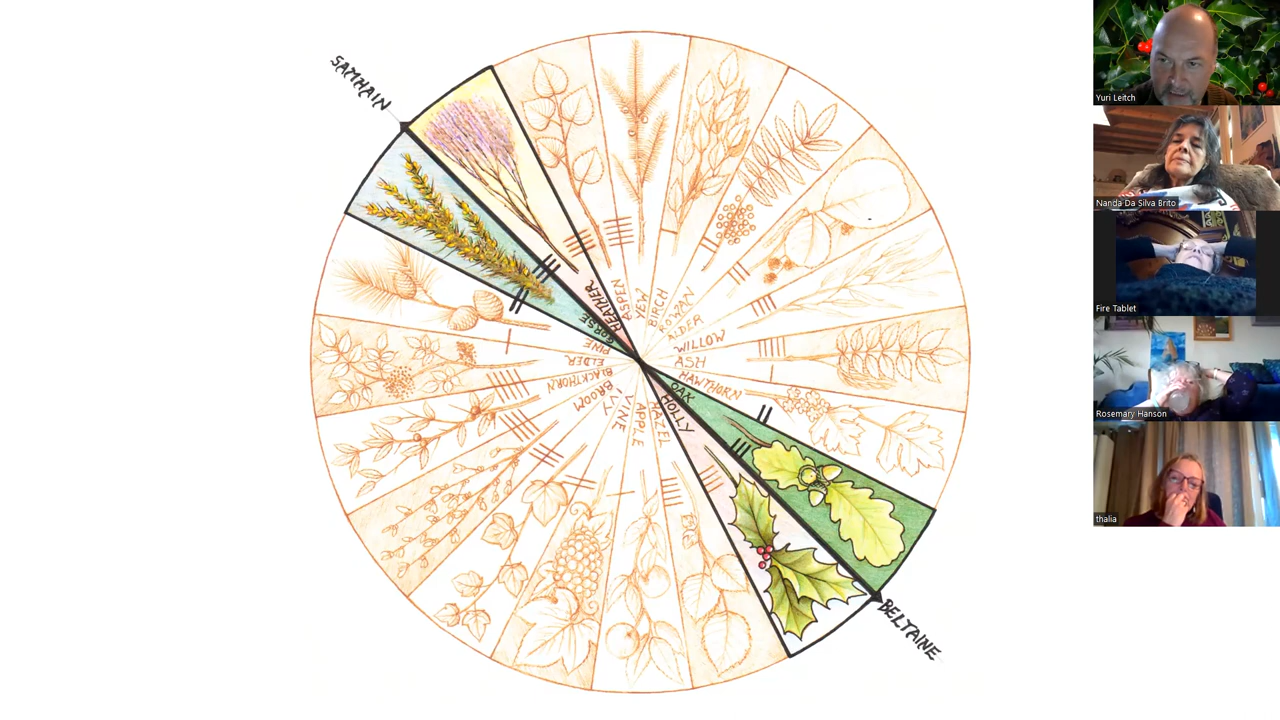 SAMHAIN
HEATHER
ASPEN
YEW
BIRCH
ROWAN
ALDER
WILLOW
ASH
HAWTHORN
OAK
HOLLY
HAZEL
APPLE
VINE
IVY
BROOM
BLACKTHORN
ELDER
PINE
GORSE
BELTAINE
Yuri Leitch
Nanda Da Silva Brito
Fire Tablet
Rosemary Hanson
thalia